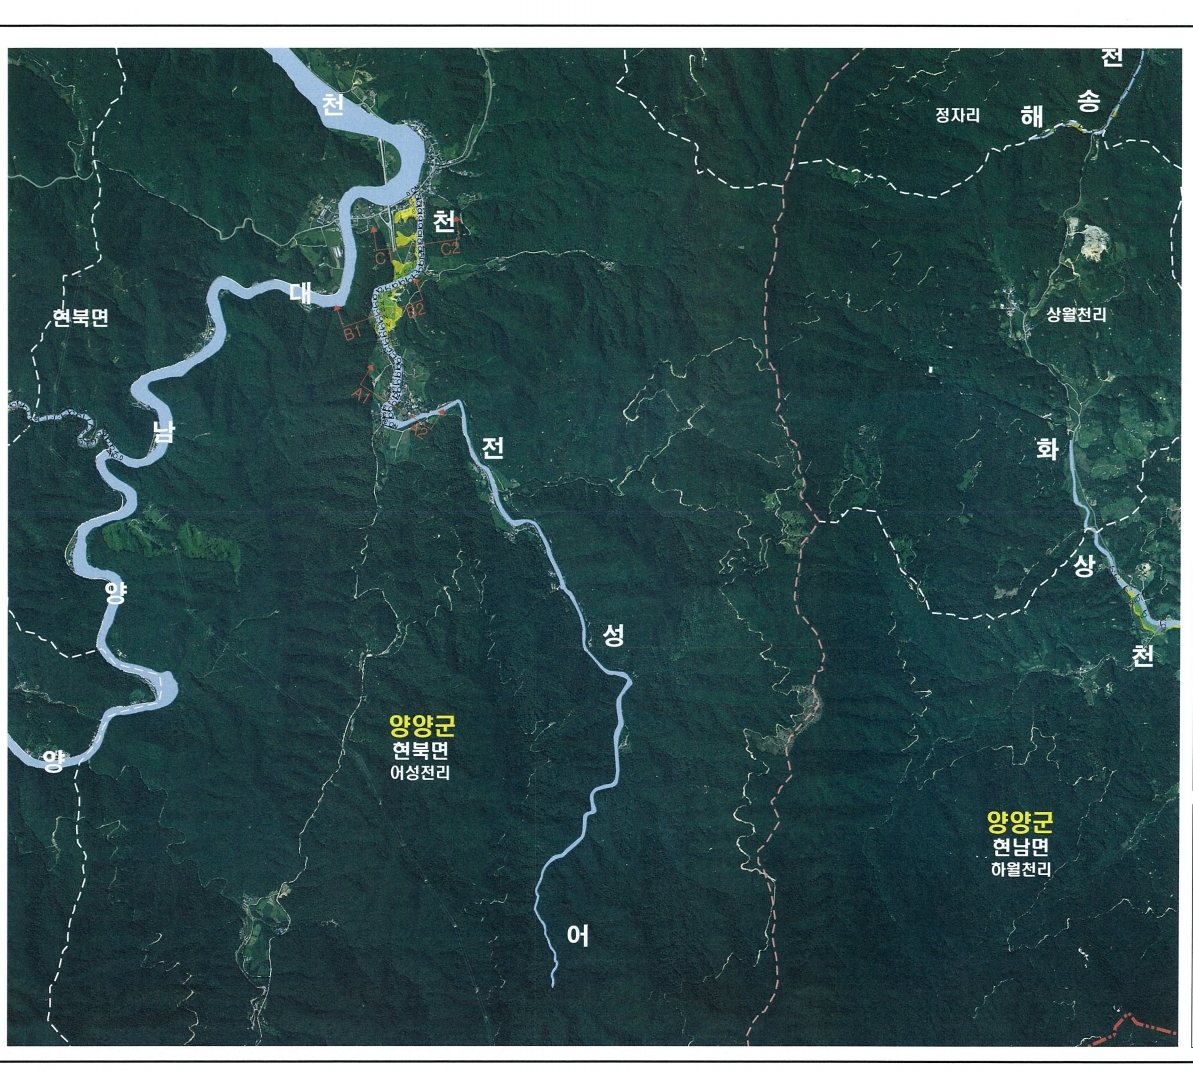 천
천
송
해
정자리
천
C1
C2
대
현북면
B1
B2
상월천리
A1
A2
남
전
화
양
상
성
천
양양군
현북면
어성전리
양
양양군
현남면
하월천리
어